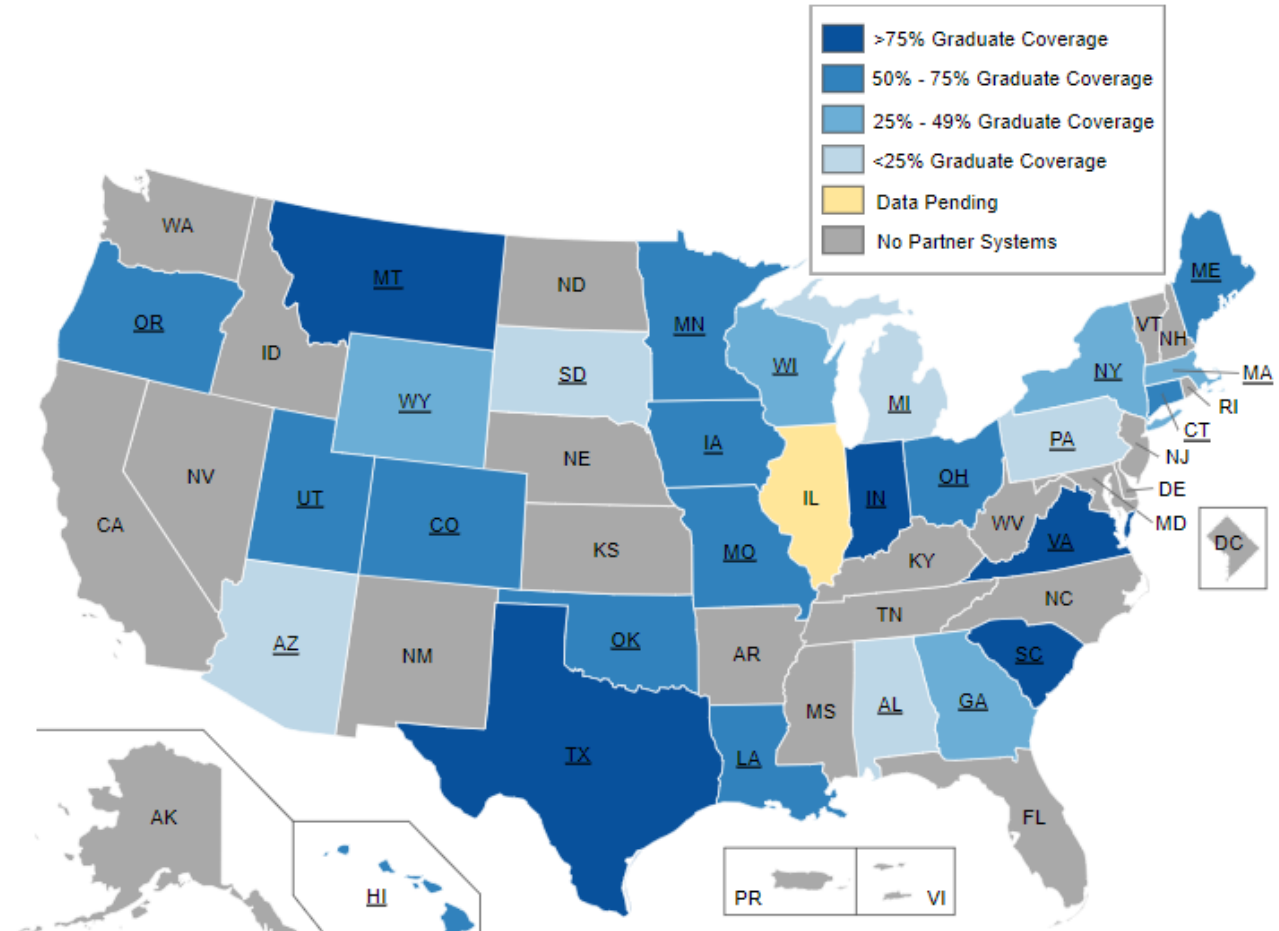 >75% Graduate Coverage
50% - 75% Graduate Coverage
25% - 49% Graduate Coverage
<25% Graduate Coverage
Data Pending
No Partner Systems
WA
MT
ND
MN
ME
OR
ID
WY
SD
WI
MI
NY
VT
NH
MA
RI
CT
NJ
PA
DE
MD
DC
NV
CA
UT
CO
NE
IA
IL
IN
OH
WV
VA
KS
MO
KY
TN
NC
SC
AZ
NM
OK
AR
MS
AL
GA
TX
LA
FL
AK
HI
PR
VI